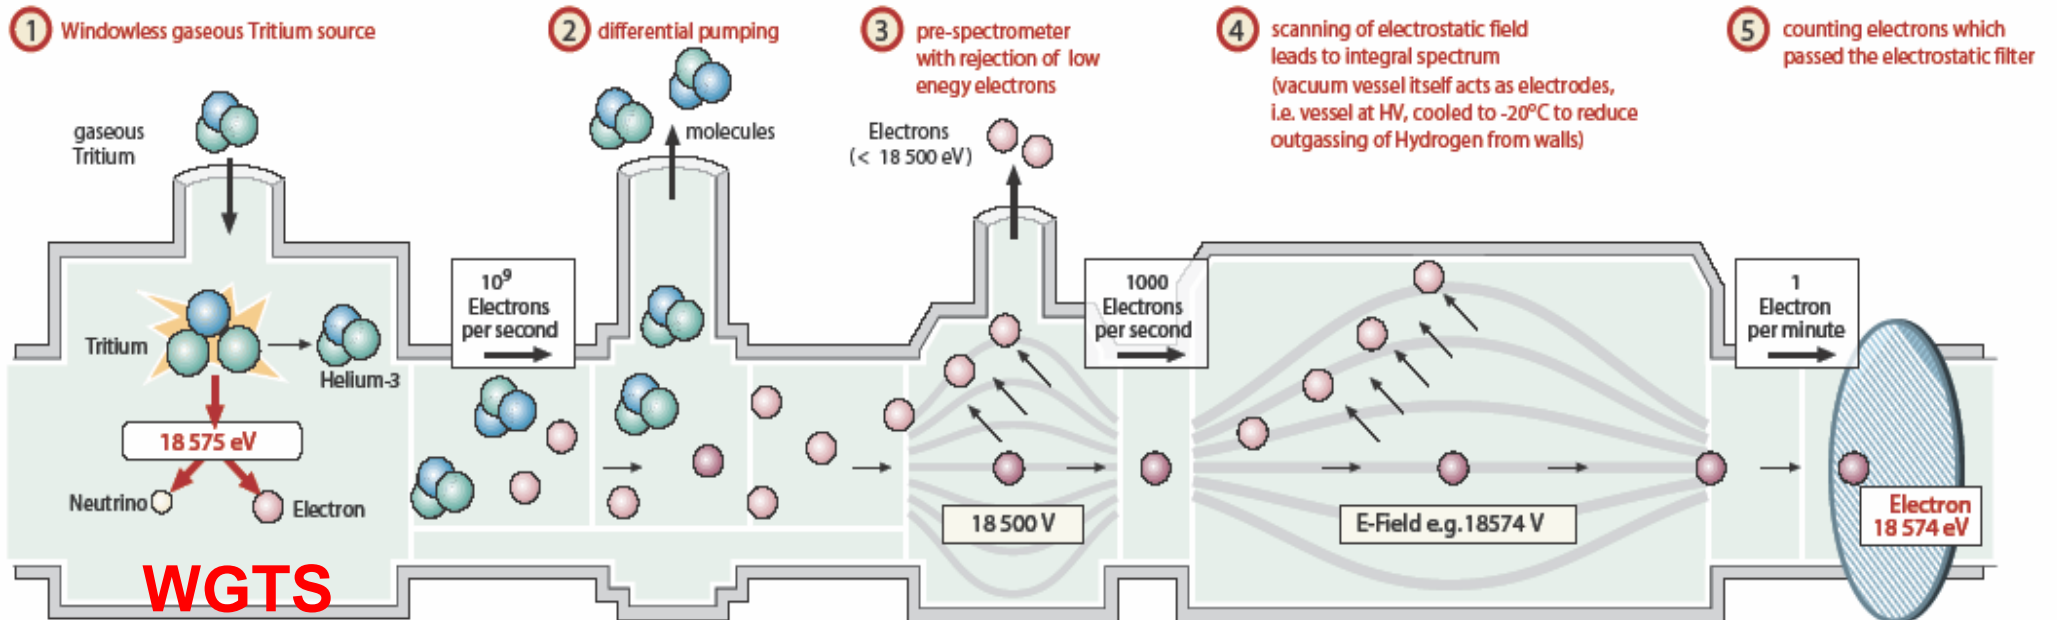 1 Windowless gaseous Tritium source
2 differential pumping
3 pre-spectrometer
with rejection of low
enegy electrons
4 scanning of electrostatic field
leads to integral spectrum
(vacuum vessel itself acts as electrodes,
i.e. vessel at HV, cooled to -20°C to reduce
outgassing of Hydrogen from walls)
5 counting electrons which
passed the electrostatic filter
gaseous
Tritium
molecules
Electrons
(< 18 500 eV)
10⁹
Electrons
per second
1000
Electrons
per second
1
Electron
per minute
Tritium
Helium-3
18 575 eV
Neutrino
Electron
18 500 V
E-Field e.g.18574 V
Electron
18 574 eV
WGTS